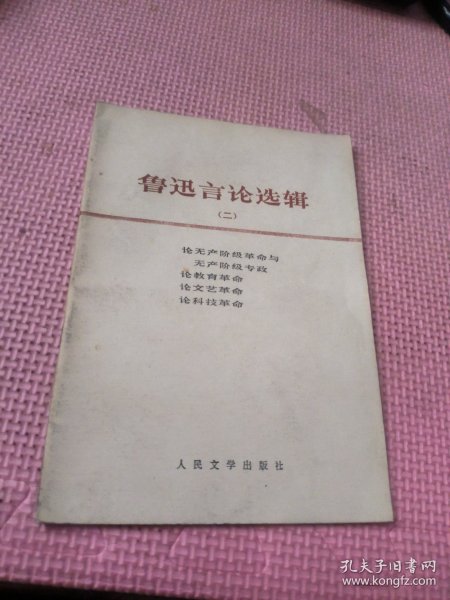 鲁迅言论选辑
(二)
论无产阶级革命与
无产阶级专政
论教育革命
论文艺革命
论科技革命
人民文学出版社
孔夫子旧书网
www.kongfz.com